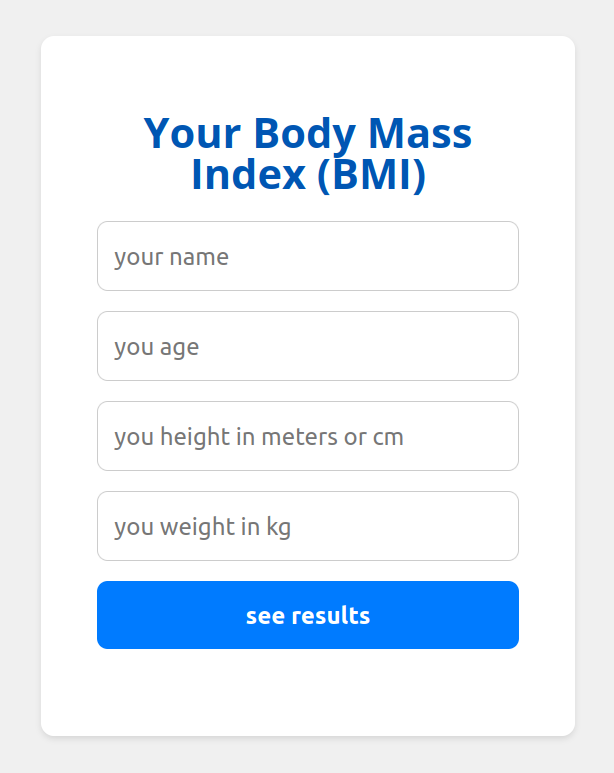 Your Body Mass
Index (BMI)
your name
you age
you height in meters or cm
you weight in kg
see results